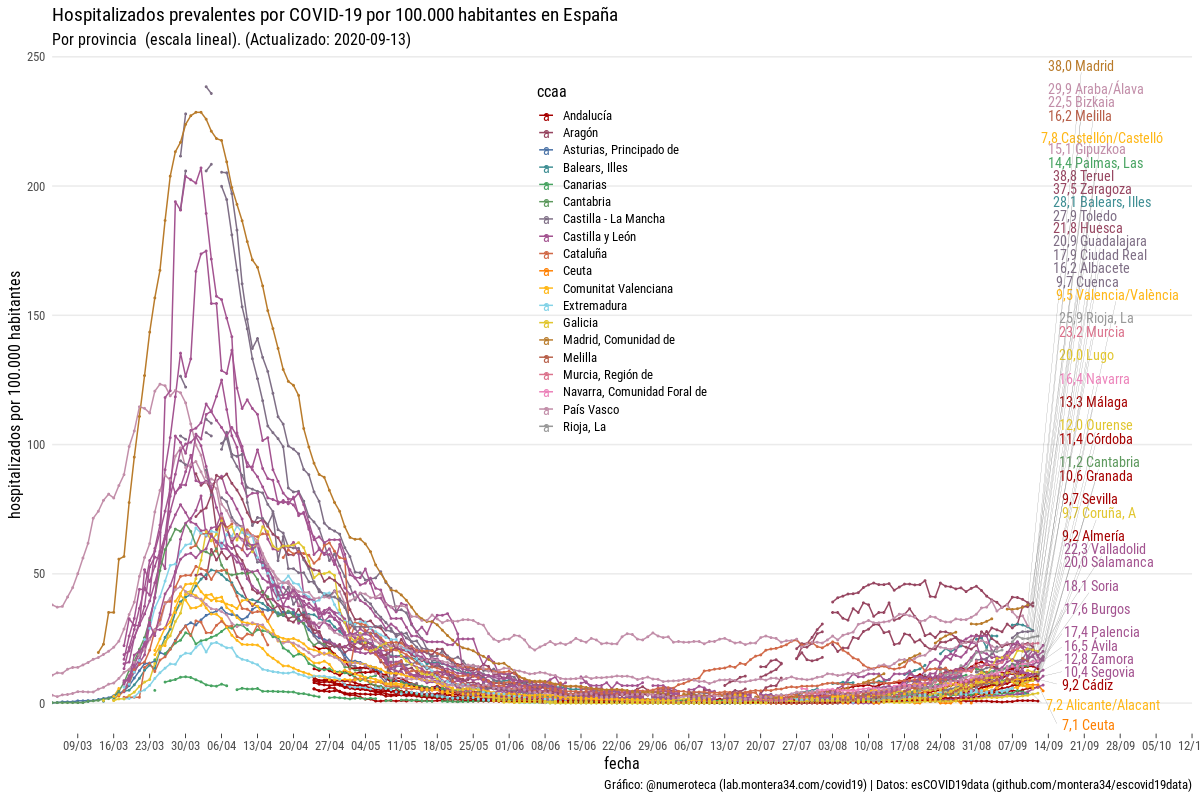 Hospitalizados prevalentes por COVID-19 por 100.000 habitantes en España
Por provincia (escala lineal). (Actualizado: 2020-09-13)
hospitalizados por 100.000 habitantes
250
200
150
100
50
0
ccaa
Andalucía
Aragón
Asturias, Principado de
Balears, Illes
Canarias
Cantabria
Castilla - La Mancha
Castilla y León
Cataluña
Ceuta
Comunitat Valenciana
Extremadura
Galicia
Madrid, Comunidad de
Melilla
Murcia, Región de
Navarra, Comunidad Foral de
País Vasco
Rioja, La
38,0 Madrid
29,9 Araba/Álava
22,5 Bizkaia
16,2 Melilla
7,8 Castellón/Castelló
15,1 Gipuzkoa
14,4 Palmas, Las
38,8 Teruel
37,5 Zaragoza
28,1 Balears, Illes
27,9 Toledo
21,8 Huesca
20,9 Guadalajara
17,9 Ciudad Real
16,2 Albacete
9,7 Cuenca
9,5 Valencia/València
25,9 Rioja, La
23,2 Murcia
20,0 Lugo
16,4 Navarra
13,3 Málaga
12,0 Ourense
11,4 Córdoba
11,2 Cantabria
10,6 Granada
9,7 Sevilla
9,7 Coruña, A
9,2 Almería
22,3 Valladolid
20,0 Salamanca
18,1 Soria
17,6 Burgos
17,4 Palencia
16,5 Ávila
12,8 Zamora
10,4 Segovia
9,2 Cádiz
7,2 Alicante/Alacant
7,1 Ceuta
09/03 16/03 23/03 30/03 06/04 13/04 20/04 27/04 04/05 11/05 18/05 25/05 01/06 08/06 15/06 22/06 29/06 06/07 13/07 20/07 27/07 03/08 10/08 17/08 24/08 31/08 07/09 14/09 21/09 28/09 05/10 12/1
fecha
Gráfico: @numeroteca (lab.montera34.com/covid19) | Datos: esCOVID19data (github.com/montera34/escovid19data)